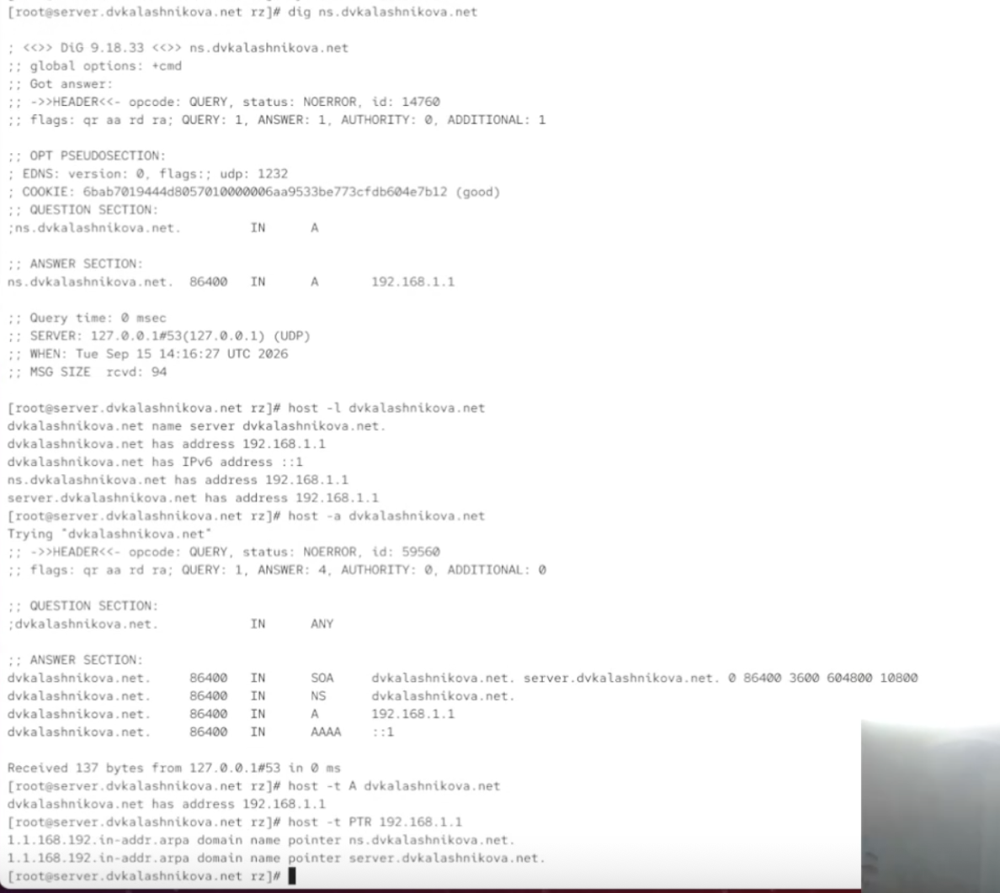 [root@server.dvkalashnikova.net rz]# dig ns.dvkalashnikova.net
; <<>> DiG 9.18.33 <<>> ns.dvkalashnikova.net
;; global options: +cmd
;; Got answer:
;; ->>HEADER<<- opcode: QUERY, status: NOERROR, id: 14760
;; flags: qr aa rd ra; QUERY: 1, ANSWER: 1, AUTHORITY: 0, ADDITIONAL: 1
;; OPT PSEUDOSECTION:
; EDNS: version: 0, flags:; udp: 1232
; COOKIE: 6bab7019444d8057010000006aa9533be773cfdb604e7b12 (good)
;; QUESTION SECTION:
;ns.dvkalashnikova.net. IN A
;; ANSWER SECTION:
ns.dvkalashnikova.net. 86400 IN A 192.168.1.1
;; Query time: 0 msec
;; SERVER: 127.0.0.1#53(127.0.0.1) (UDP)
;; WHEN: Tue Sep 15 14:16:27 UTC 2026
;; MSG SIZE rcvd: 94
[root@server.dvkalashnikova.net rz]# host -l dvkalashnikova.net
dvkalashnikova.net name server dvkalashnikova.net.
dvkalashnikova.net has address 192.168.1.1
dvkalashnikova.net has IPv6 address ::1
ns.dvkalashnikova.net has address 192.168.1.1
server.dvkalashnikova.net has address 192.168.1.1
[root@server.dvkalashnikova.net rz]# host -a dvkalashnikova.net
Trying "dvkalashnikova.net"
;; ->>HEADER<<- opcode: QUERY, status: NOERROR, id: 59560
;; flags: qr aa rd ra; QUERY: 1, ANSWER: 4, AUTHORITY: 0, ADDITIONAL: 0
;; QUESTION SECTION:
;dvkalashnikova.net. IN ANY
;; ANSWER SECTION:
dvkalashnikova.net. 86400 IN SOA dvkalashnikova.net. server.dvkalashnikova.net. 0 86400 3600 604800 10800
dvkalashnikova.net. 86400 IN NS dvkalashnikova.net.
dvkalashnikova.net. 86400 IN A 192.168.1.1
dvkalashnikova.net. 86400 IN AAAA ::1
Received 137 bytes from 127.0.0.1#53 in 0 ms
[root@server.dvkalashnikova.net rz]# host -t A dvkalashnikova.net
dvkalashnikova.net has address 192.168.1.1
[root@server.dvkalashnikova.net rz]# host -t PTR 192.168.1.1
1.1.168.192.in-addr.arpa domain name pointer ns.dvkalashnikova.net.
1.1.168.192.in-addr.arpa domain name pointer server.dvkalashnikova.net.
[root@server.dvkalashnikova.net rz]#